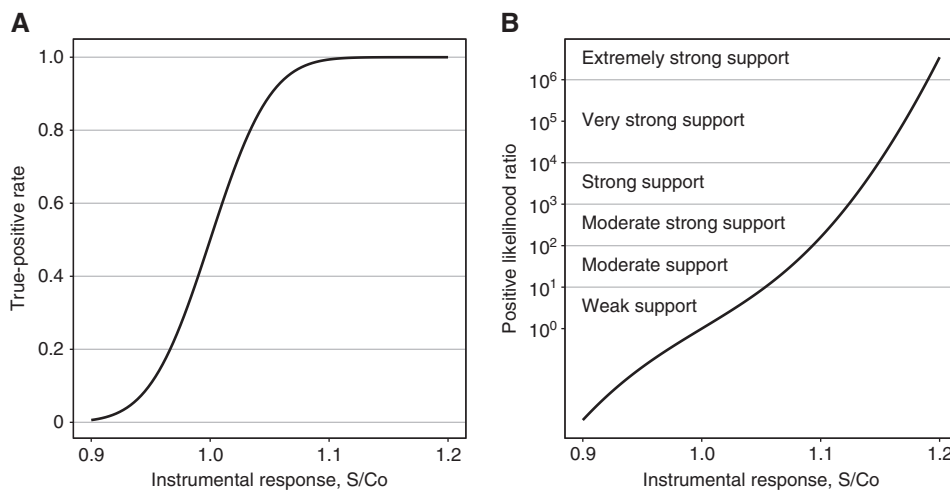 A
True-positive rate
1.0
0.8
0.6
0.4
0.2
0
0.9
1.0
1.1
1.2
Instrumental response, S/Co
B
Positive likelihood ratio
10⁶
10⁵
10⁴
10³
10²
10¹
10⁰
Extremely strong support
Very strong support
Strong support
Moderate strong support
Moderate support
Weak support
0.9
1.0
1.1
1.2
Instrumental response, S/Co